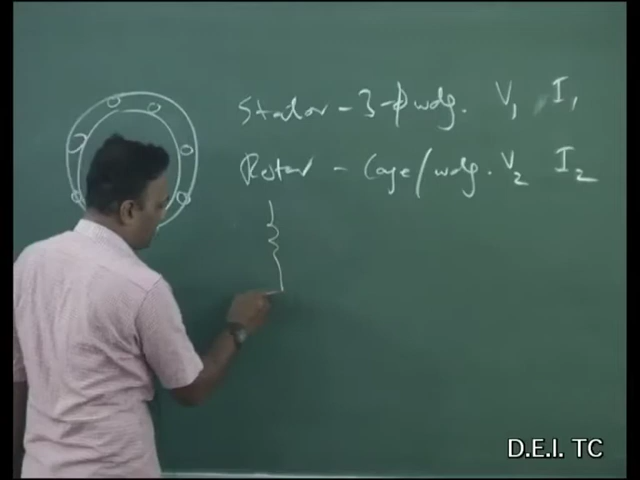 Stator - 3-ϕ wdg. V₁, I₁
Rotor - Cage/wdg. V₂ I₂
D.E.I. TC